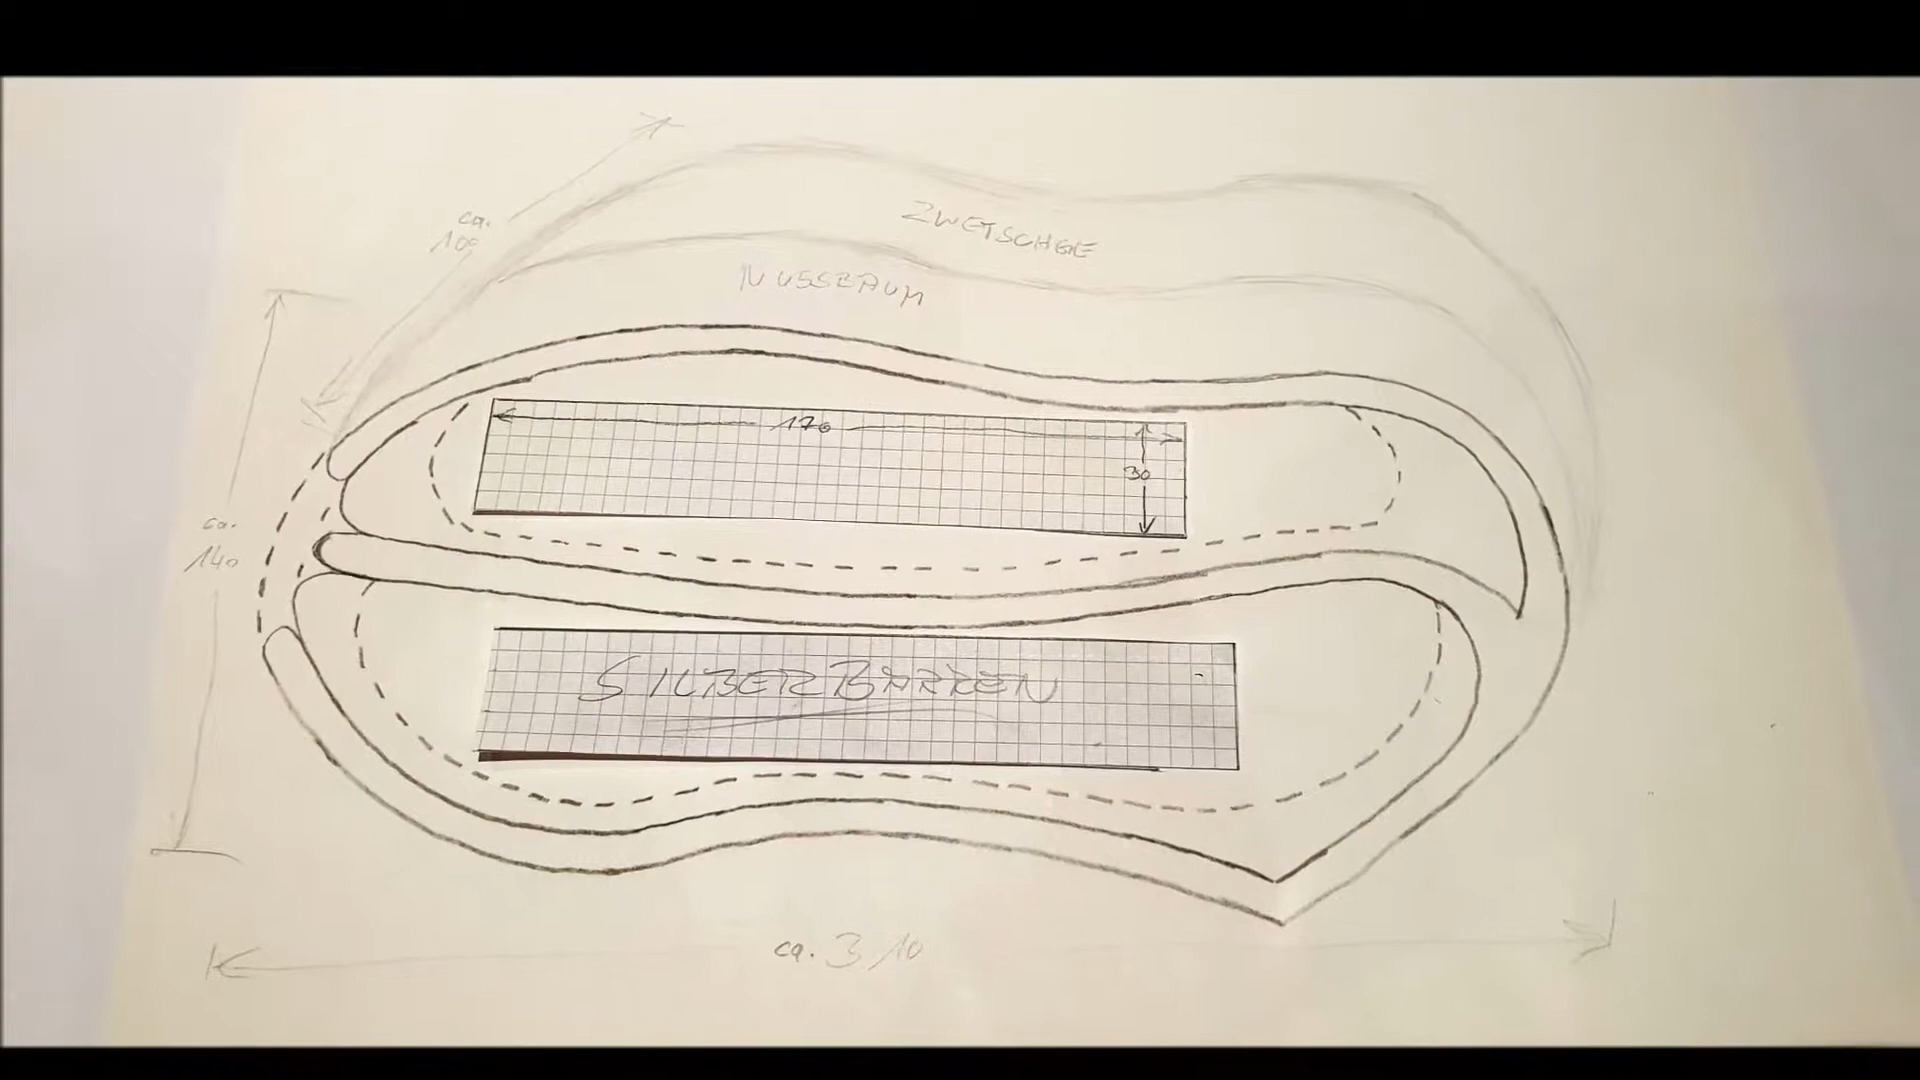 ZWETSCHGE
NUSSBAUM
ca.
100
170
30
ca.
140
SILBERBARREN
ca. 310